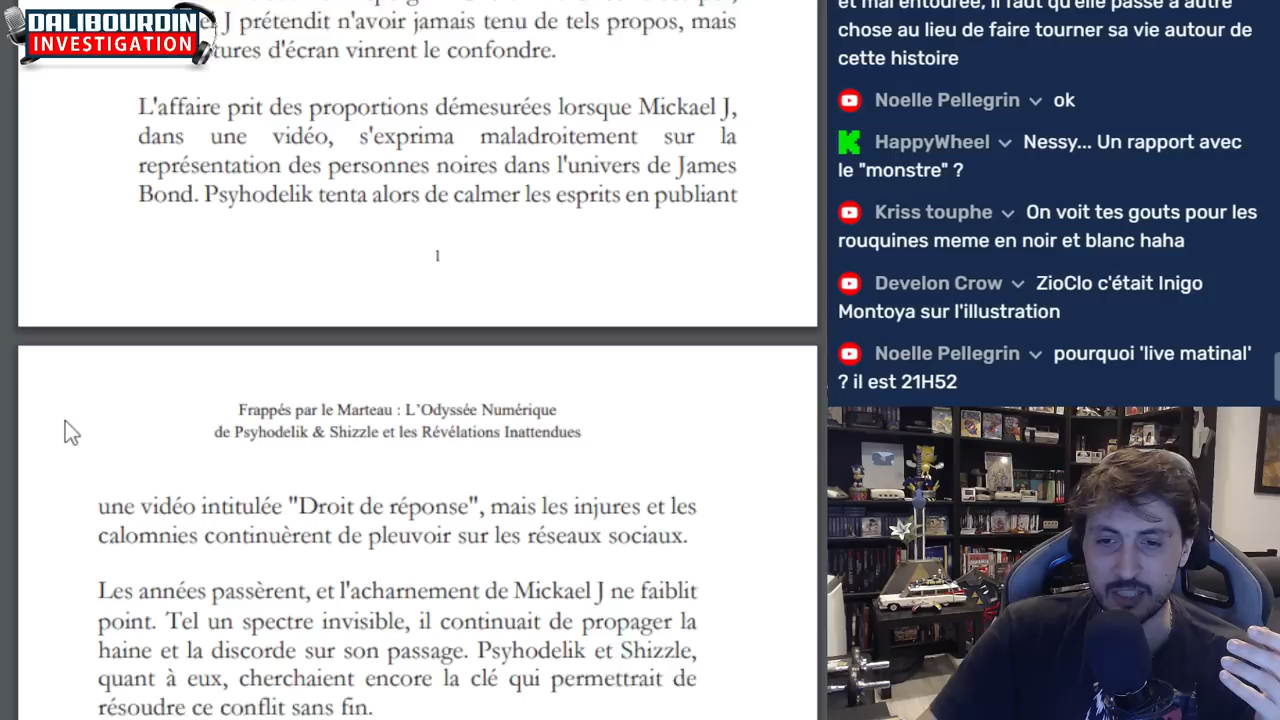 DALIBOURDIN
INVESTIGATION
J prétendit n'avoir jamais tenu de tels propos, mais
tures d'écran vinrent le confondre.
L'affaire prit des proportions démesurées lorsque Mickael J,
dans une vidéo, s'exprima maladroitement sur la
représentation des personnes noires dans l'univers de James
Bond. Psyhodelik tenta alors de calmer les esprits en publiant
1
Frappés par le Marteau : L'Odyssée Numérique
de Psyhodelik & Shizzle et les Révélations Inattendues
une vidéo intitulée "Droit de réponse", mais les injures et les
calomnies continuèrent de pleuvoir sur les réseaux sociaux.
Les années passèrent, et l'acharnement de Mickael J ne faiblit
point. Tel un spectre invisible, il continuait de propager la
haine et la discorde sur son passage. Psyhodelik et Shizzle,
quant à eux, cherchaient encore la clé qui permettrait de
résoudre ce conflit sans fin.
et mal entourée, il faut qu'elle passe à autre
chose au lieu de faire tourner sa vie autour de
cette histoire
Noelle Pellegrin ok
HappyWheel Nessy... Un rapport avec
le "monstre" ?
Kriss touphe On voit tes gouts pour les
rouquines meme en noir et blanc haha
Develon Crow ZioClo c'était Inigo
Montoya sur l'illustration
Noelle Pellegrin pourquoi 'live matinal'
? il est 21H52